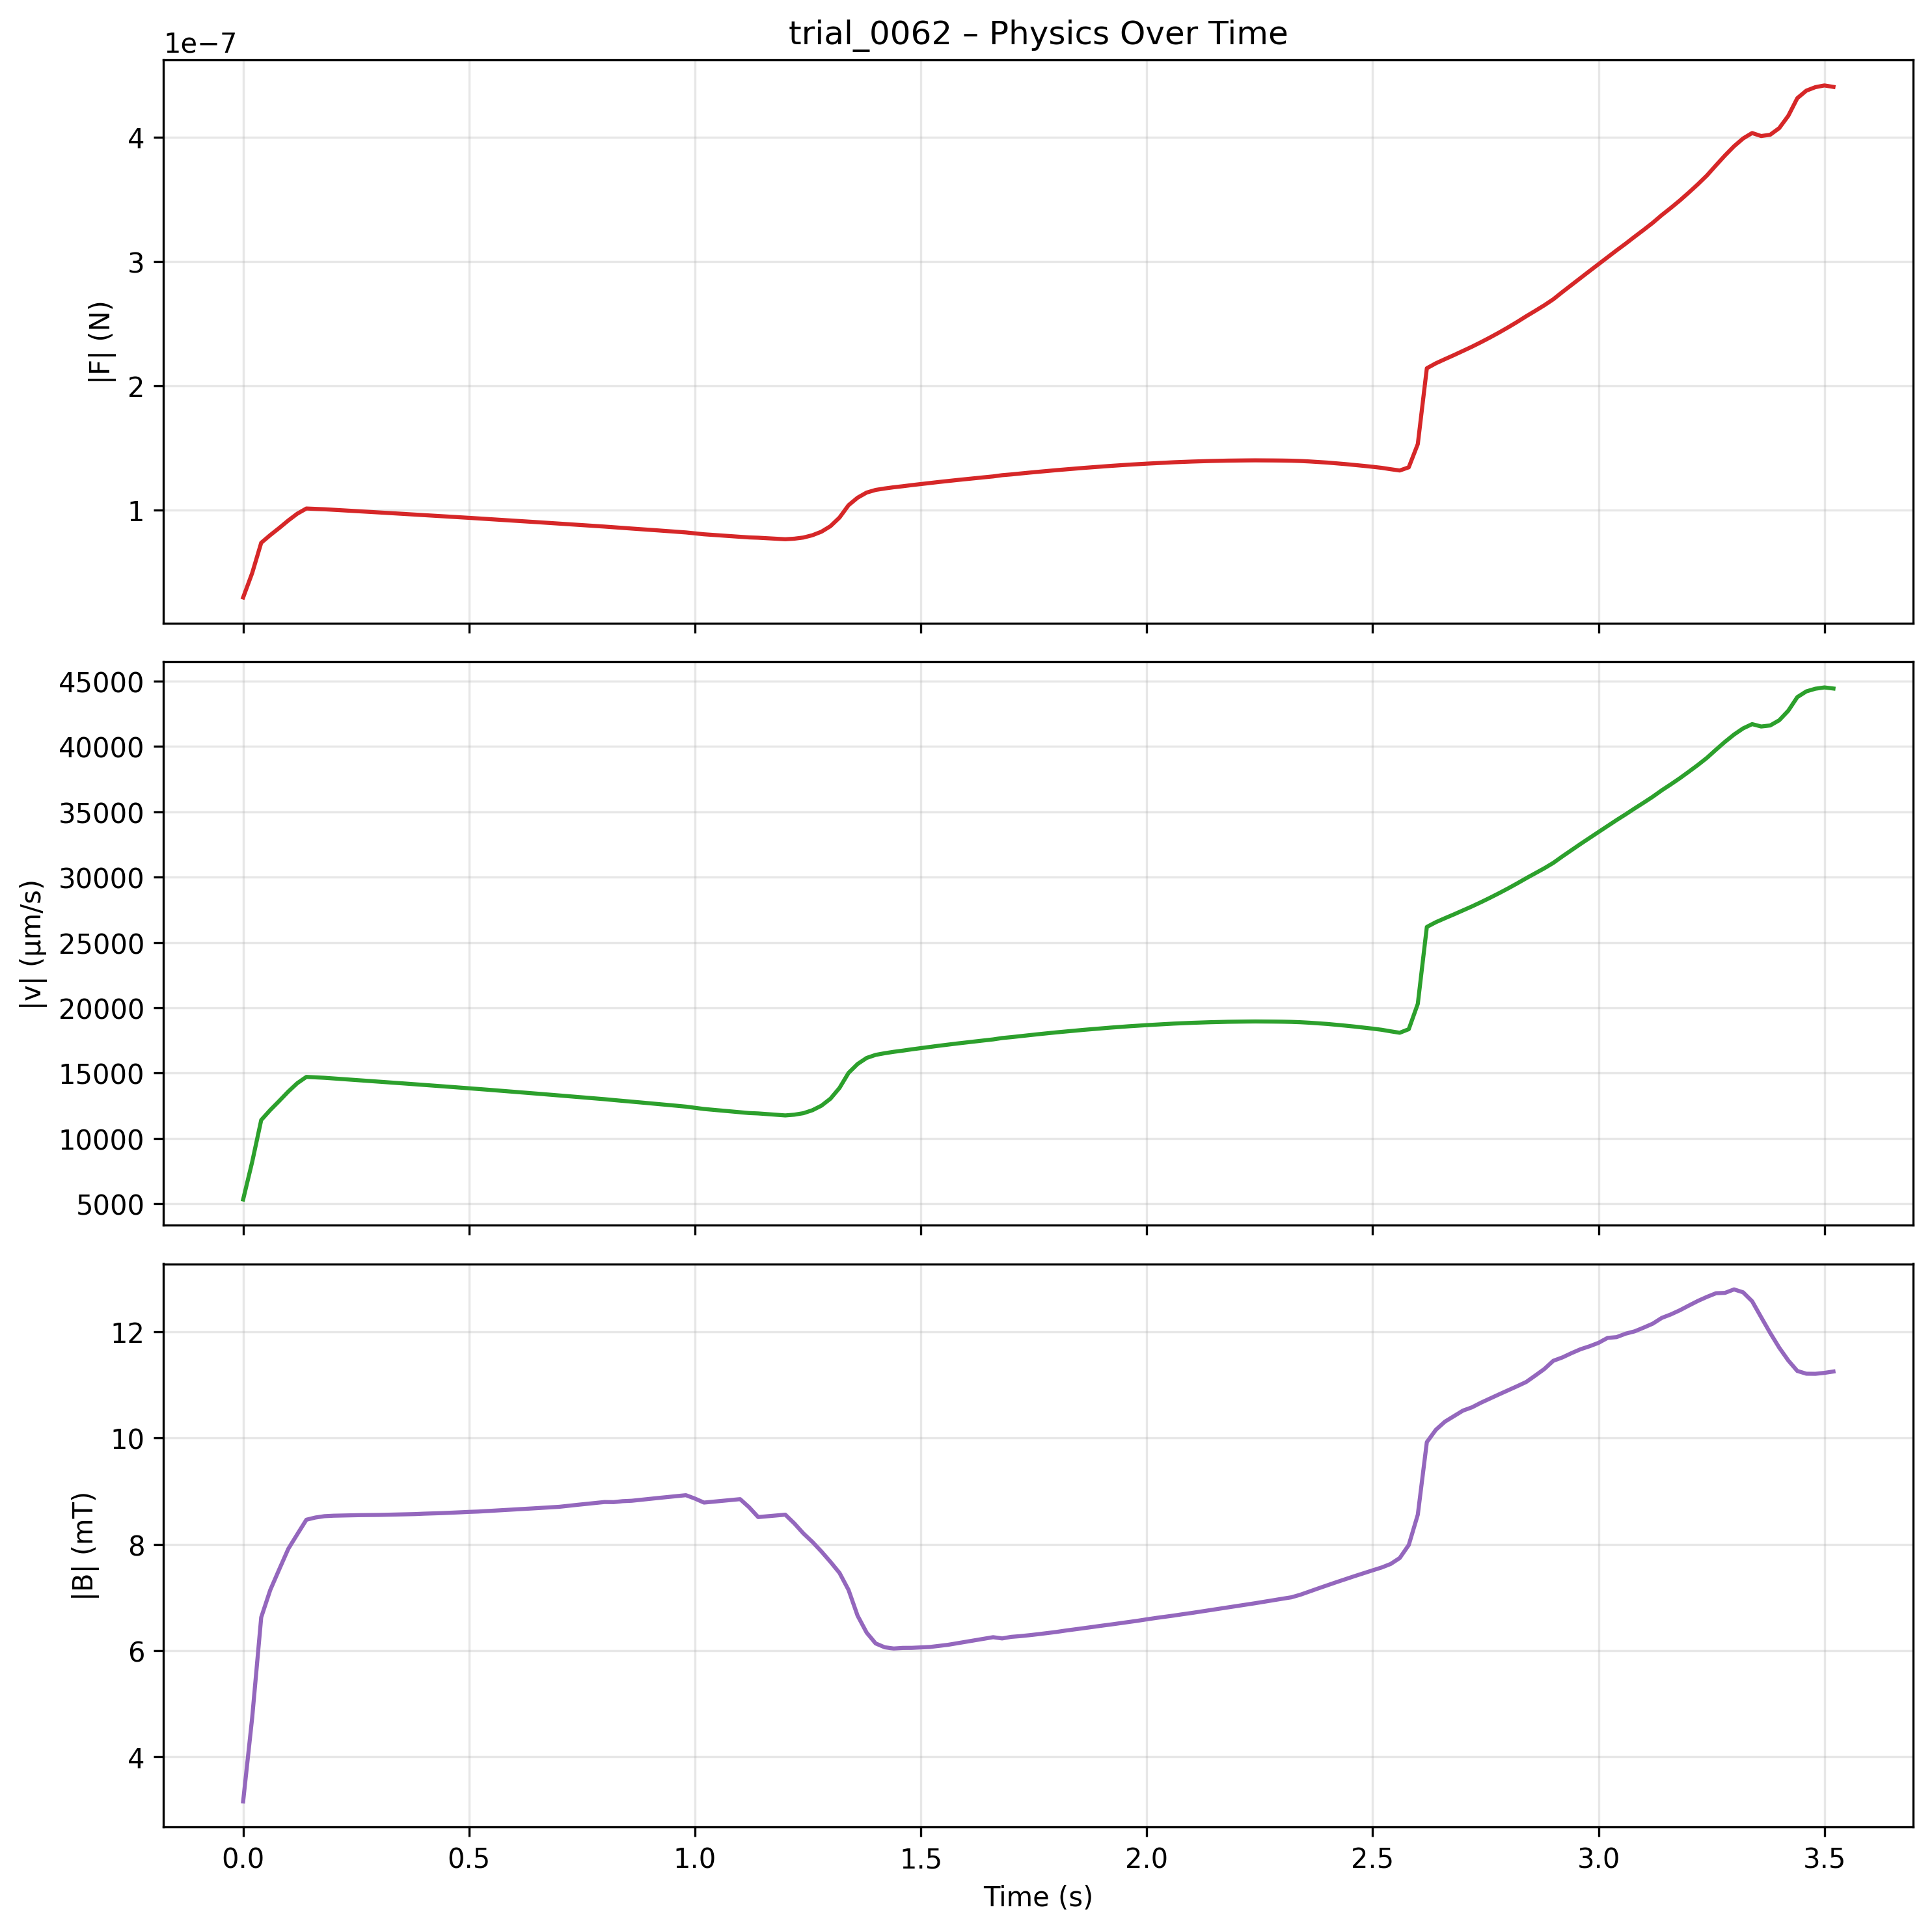 trial_0062 – Physics Over Time
1e−7
|F| (N)
4
3
2
1
|v| (µm/s)
45000
40000
35000
30000
25000
20000
15000
10000
5000
|B| (mT)
12
10
8
6
4
0.0 0.5 1.0 1.5 2.0 2.5 3.0 3.5
Time (s)